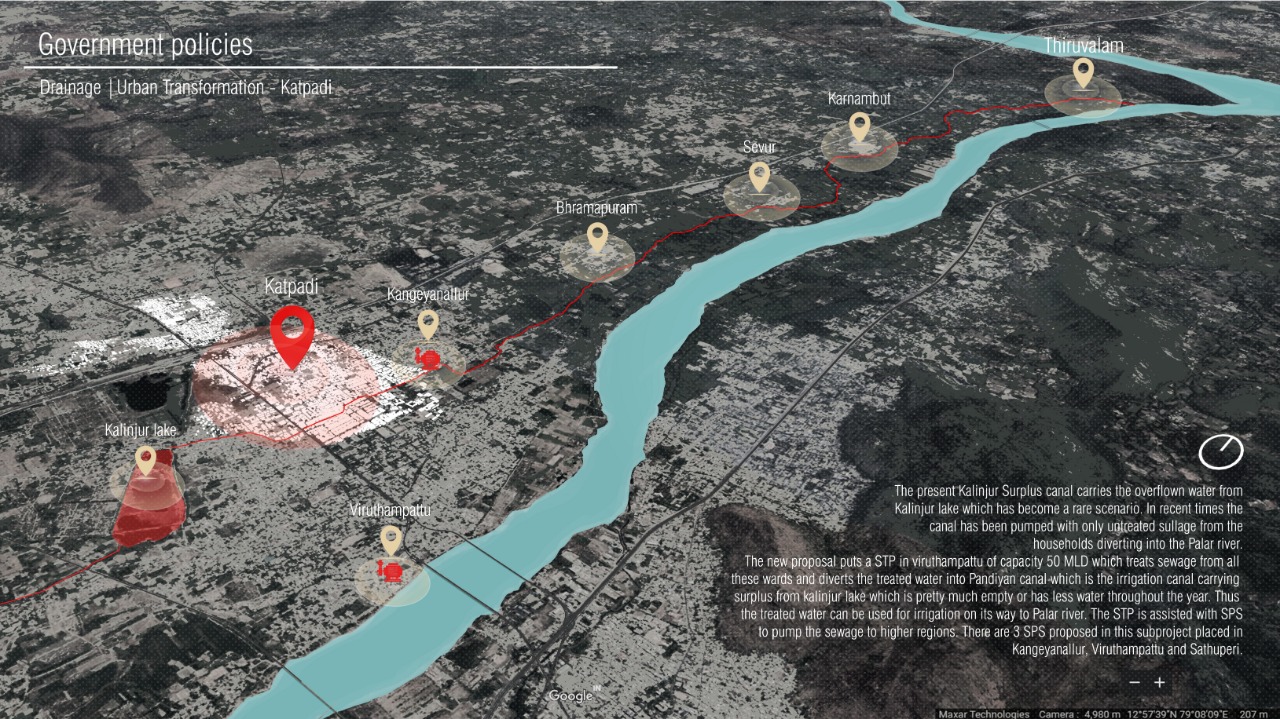 Government policies
Drainage | Urban Transformation - Katpadi
Thiruvalam
Karnambut
Sevur
Bhramapuram
Katpadi
Kangeyanallur
Kalinjur lake
Viruthampattu
The present Kalinjur Surplus canal carries the overflown water from
Kalinjur lake which has become a rare scenario. In recent times the
canal has been pumped with only untreated sullage from the
households diverting into the Palar river.
The new proposal puts a STP in viruthampattu of capacity 50 MLD which treats sewage from all
these wards and diverts the treated water into Pandiyan canal-which is the irrigation canal carrying
surplus from kalinjur lake which is pretty much empty or has less water throughout the year. Thus
the treated water can be used for irrigation on its way to Palar river. The STP is assisted with SPS
to pump the sewage to higher regions. There are 3 SPS proposed in this subproject placed in
Kangeyanallur, Viruthampattu and Sathuperi.
− +
Google IN
Maxar Technologies Camera : 4,980 m 12°57'39"N 79°08'09"E 207 m